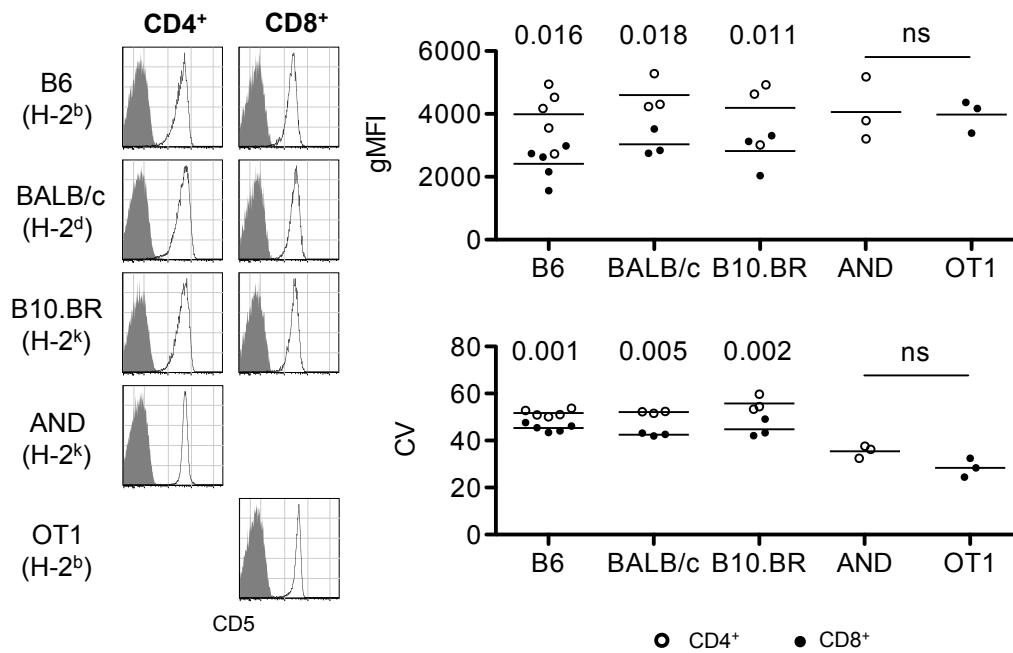 CD4⁺ CD8⁺
B6
(H-2ᵇ)
BALB/c
(H-2ᵈ)
B10.BR
(H-2ᵏ)
AND
(H-2ᵏ)
OT1
(H-2ᵇ)
CD5
0.016 0.018 0.011 ns
gMFI
6000
4000
2000
0
B6 BALB/c B10.BR AND OT1
0.001 0.005 0.002 ns
CV
80
60
40
20
0
B6 BALB/c B10.BR AND OT1
CD4⁺ CD8⁺